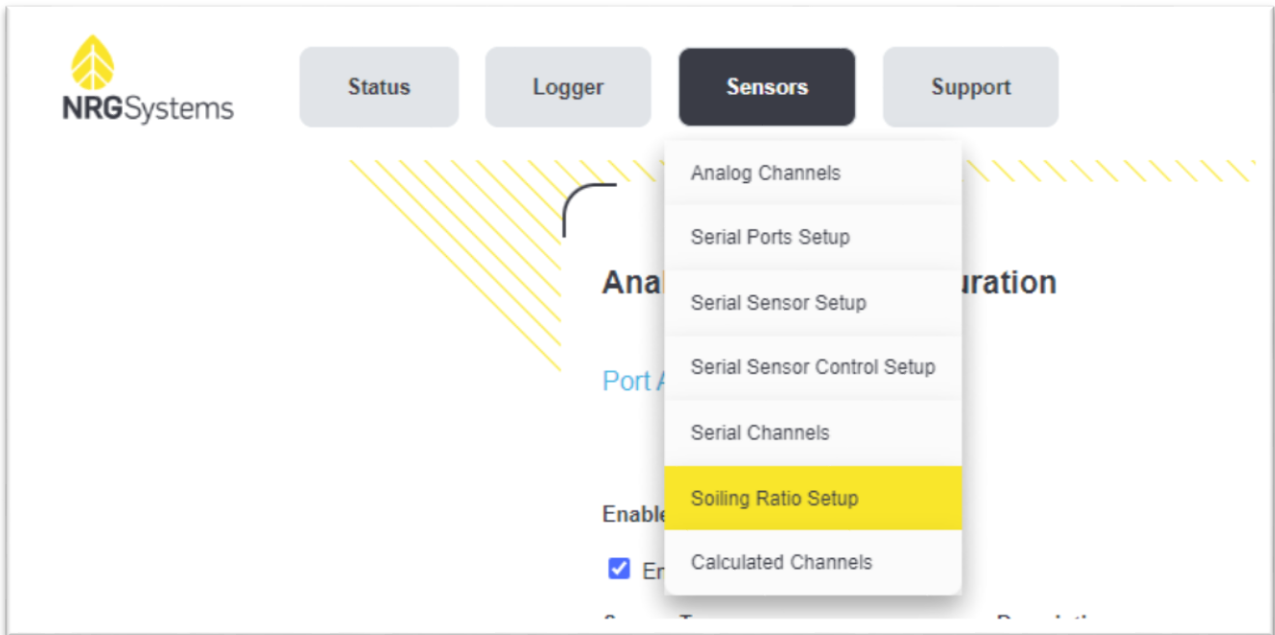 NRGSystems
Status
Logger
Sensors
Support
Analog Channels
Serial Ports Setup
Serial Sensor Setup
Serial Sensor Control Setup
Serial Channels
Soiling Ratio Setup
Calculated Channels
Port
Enable